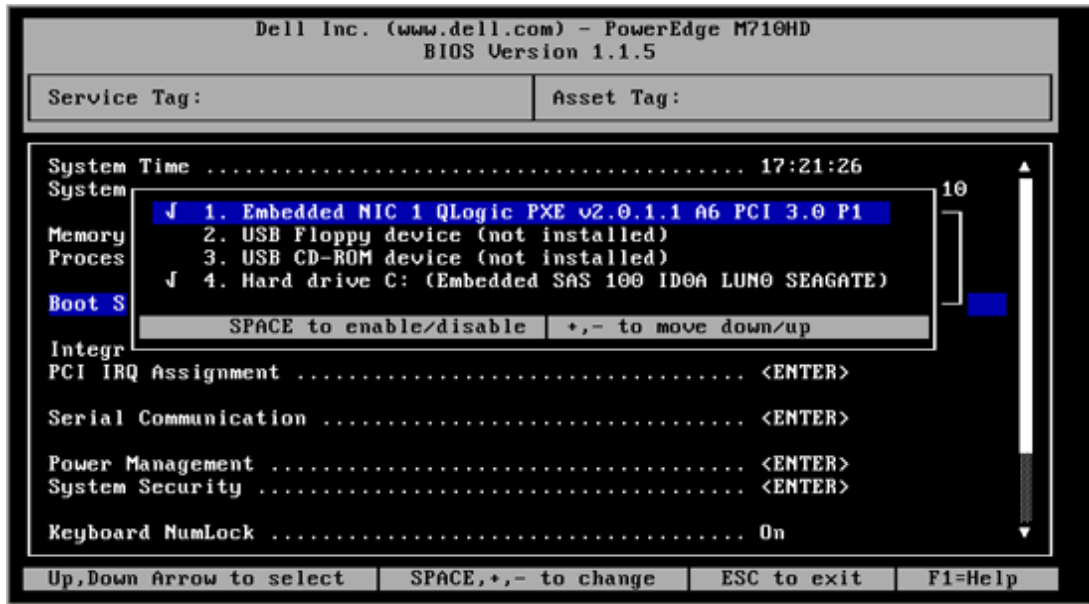 Dell Inc. (www.dell.com) - PowerEdge M710HD
BIOS Version 1.1.5
Service Tag: Asset Tag:
System Time ......................................... 17:21:26
System 10
√ 1. Embedded NIC 1 QLogic PXE v2.0.1.1 A6 PCI 3.0 P1
Memory 2. USB Floppy device (not installed)
Proces 3. USB CD-ROM device (not installed)
√ 4. Hard drive C: (Embedded SAS 100 ID0A LUN0 SEAGATE)
Boot S
SPACE to enable/disable +,- to move down/up
Integr
PCI IRQ Assignment .................................. <ENTER>
Serial Communication ................................ <ENTER>
Power Management .................................... <ENTER>
System Security ..................................... <ENTER>
Keyboard NumLock .................................... On
Up,Down Arrow to select SPACE,+,- to change ESC to exit F1=Help